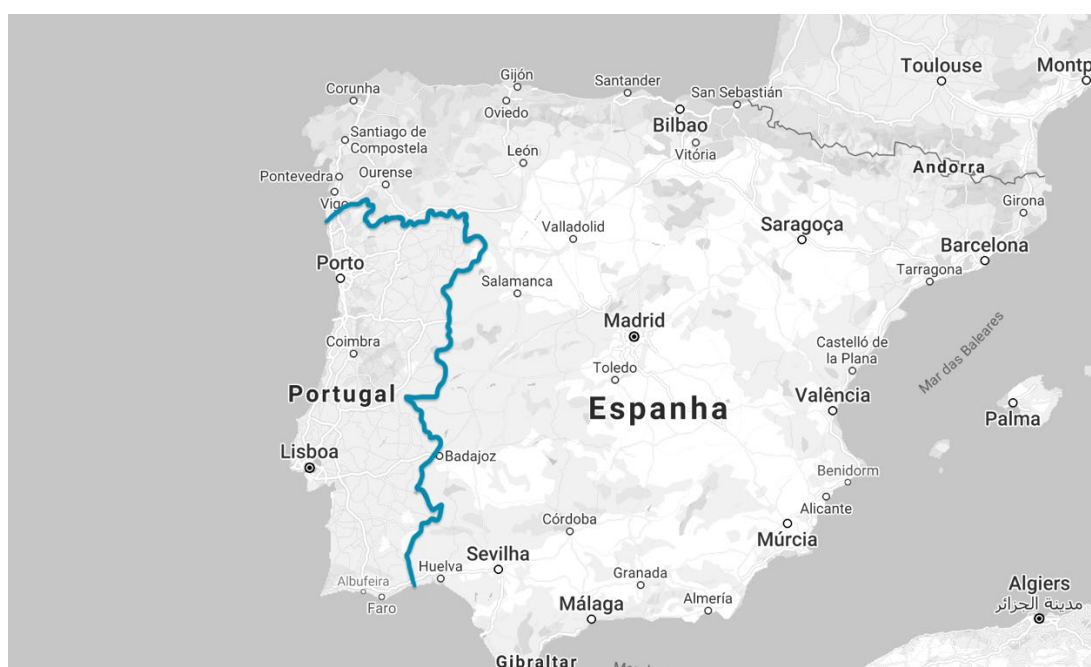 Toulouse
Montp
Gijón
Santander
San Sebastián
Corunha
Oviedo
Bilbao
Santiago de
Compostela
León
Vitória
Andorra
Pontevedra
Ourense
Vigo
Girona
Valladolid
Saragoça
Barcelona
Porto
Tarragona
Salamanca
Madrid
Castelló de
la Plana
Mar das Baleares
Coimbra
Toledo
Portugal
Espanha
Valência
Palma
Lisboa
Badajoz
Benidorm
Alicante
Córdoba
Múrcia
Sevilha
Huelva
Albufeira
Granada
Algiers
مدينة الجزائر
Faro
Málaga
Almería
Gibraltar